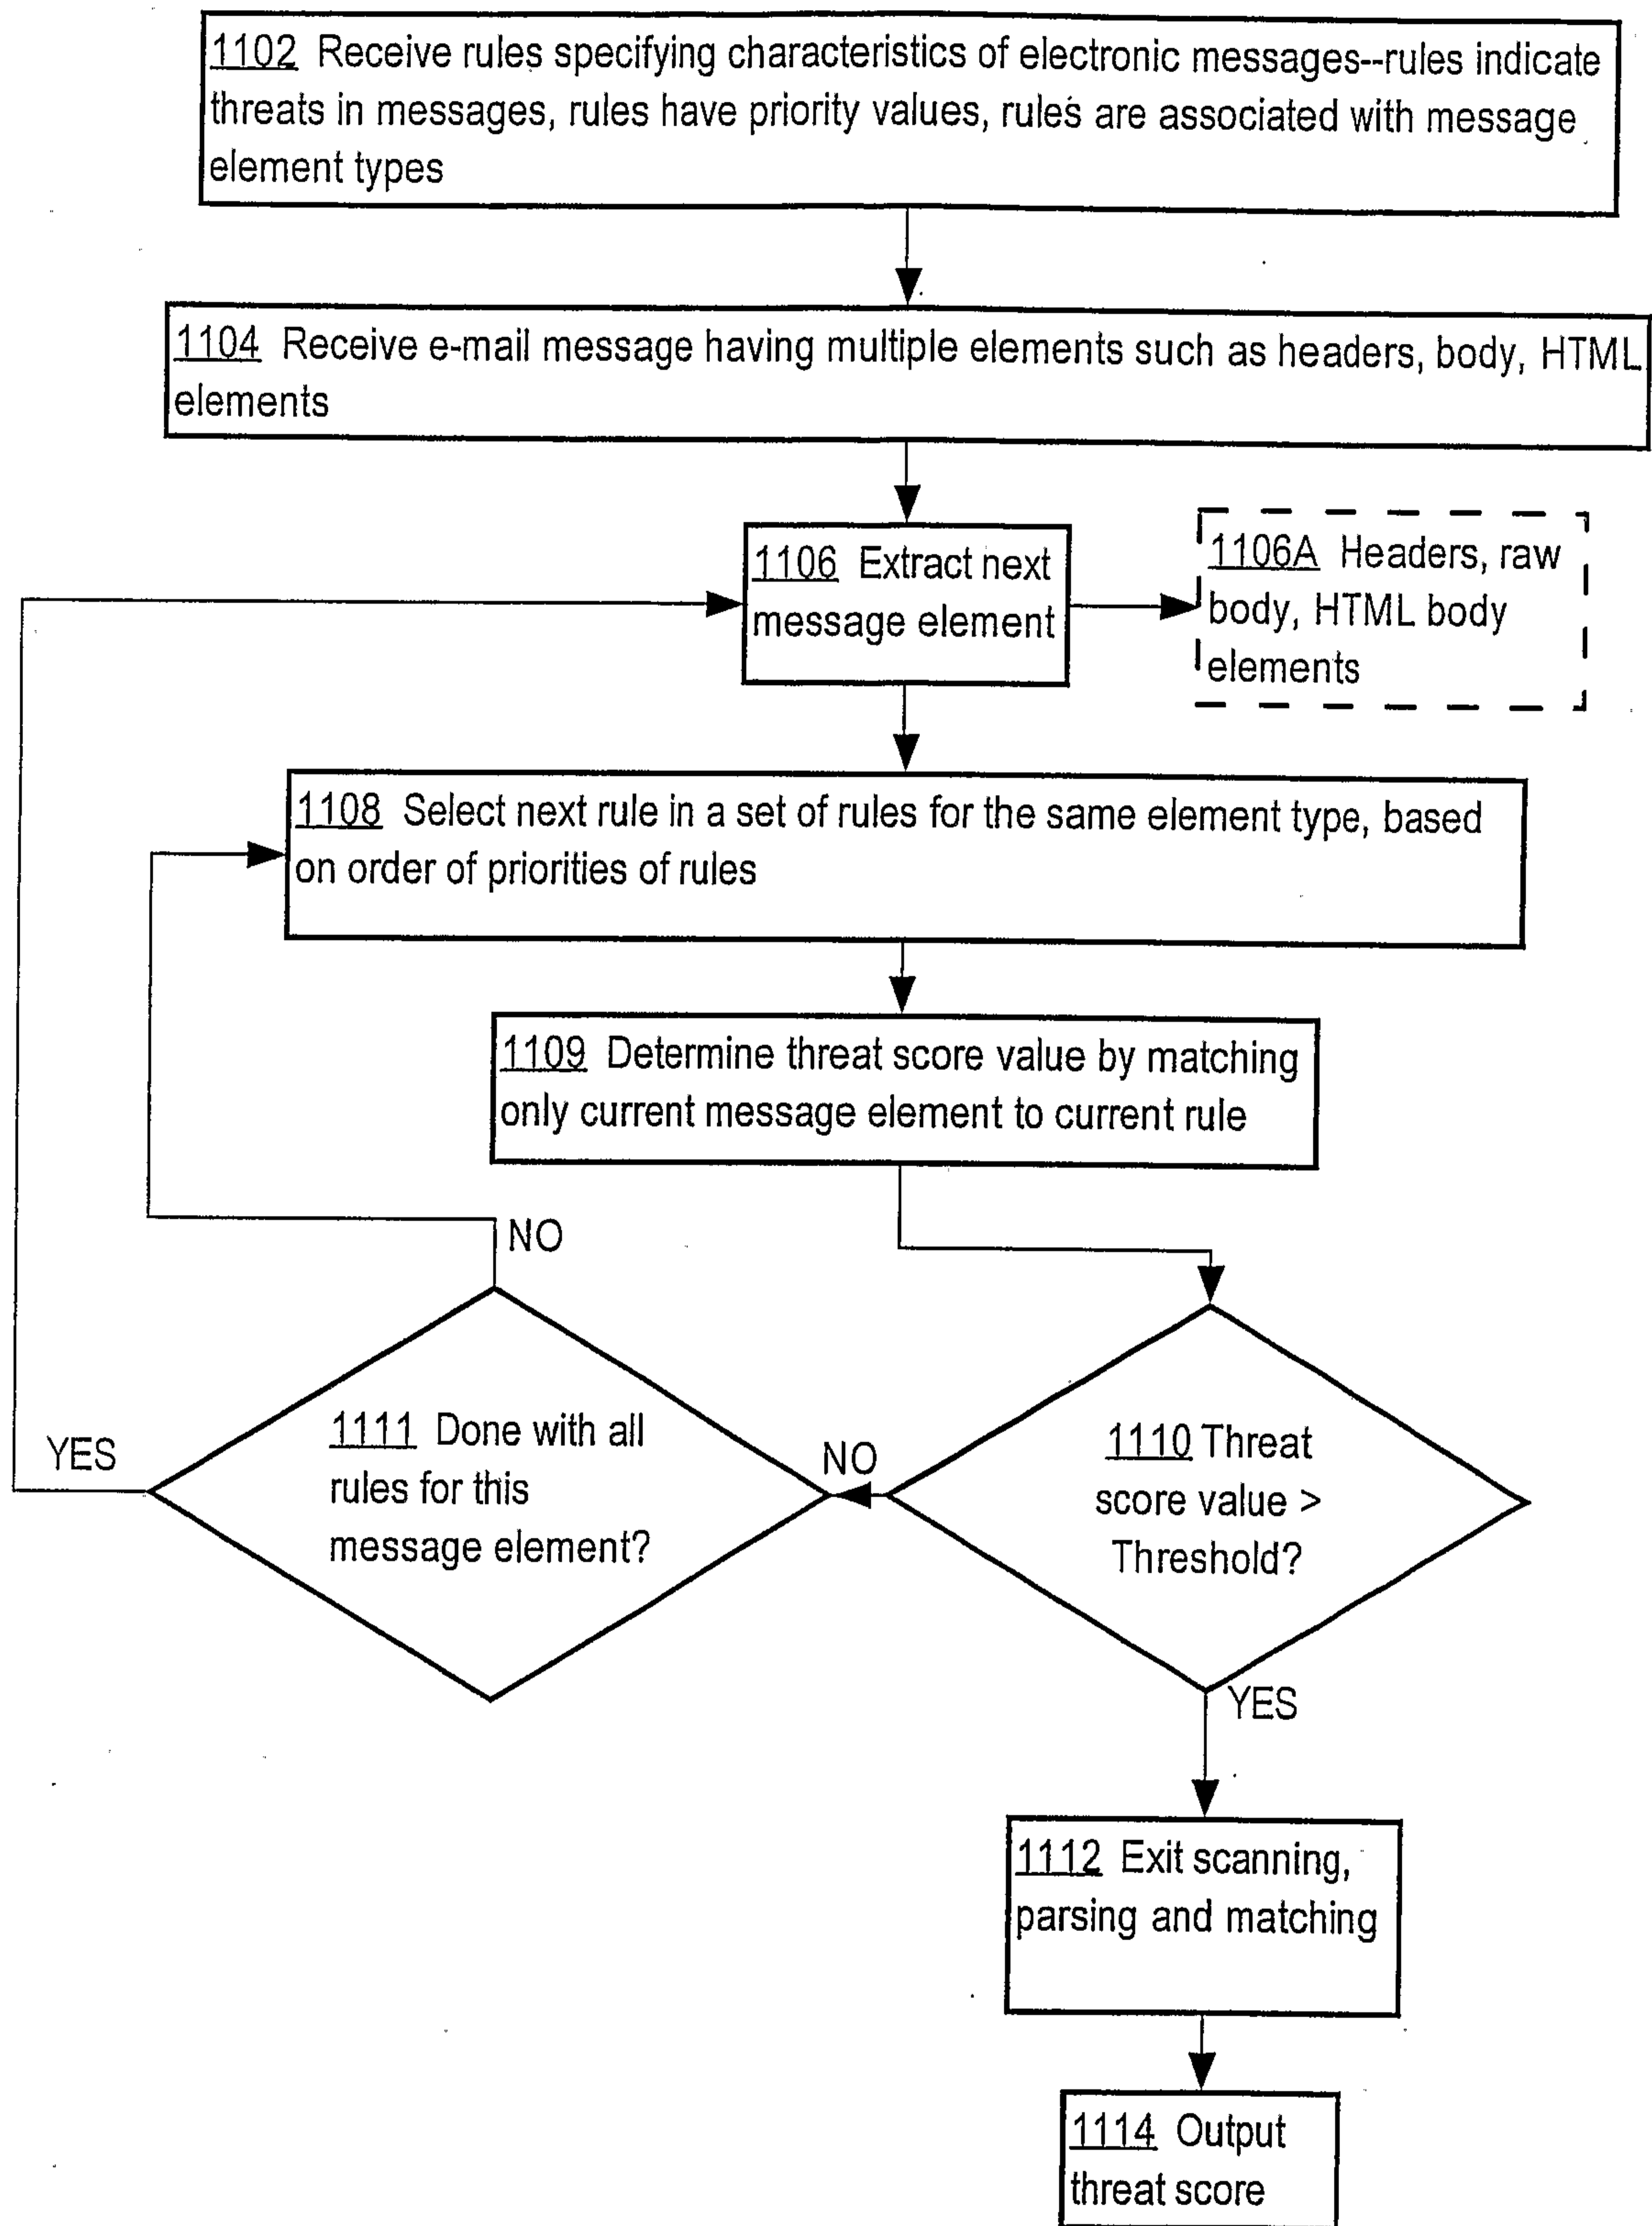 1102 Receive rules specifying characteristics of electronic messages--rules indicate
threats in messages, rules have priority values, rules are associated with message
element types
1104 Receive e-mail message having multiple elements such as headers, body, HTML
elements
1106 Extract next
message element
1106A Headers, raw
body, HTML body
elements
1108 Select next rule in a set of rules for the same element type, based
on order of priorities of rules
1109 Determine threat score value by matching
only current message element to current rule
NO
1111 Done with all
rules for this
message element?
YES
NO
1110 Threat
score value >
Threshold?
YES
1112 Exit scanning,
parsing and matching
1114 Output
threat score